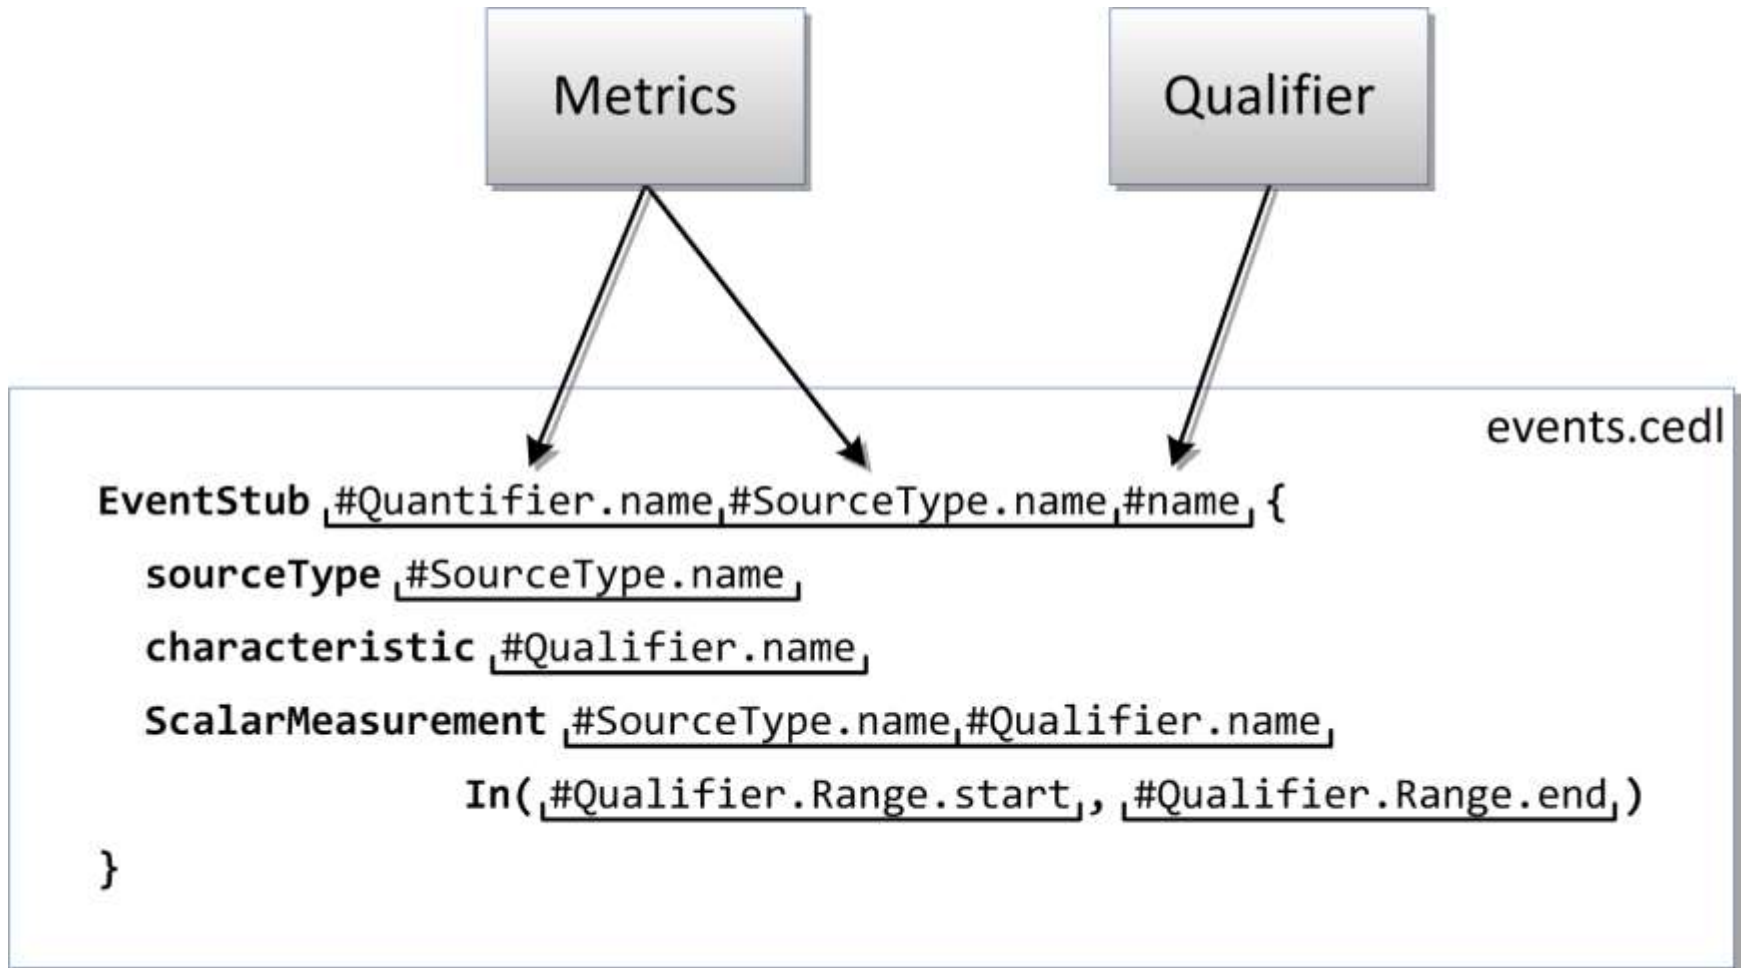 Metrics
Qualifier
events.cedl
EventStub #Quantifier.name #SourceType.name #name {
sourceType #SourceType.name
characteristic #Qualifier.name
ScalarMeasurement #SourceType.name #Qualifier.name
In( #Qualifier.Range.start , #Qualifier.Range.end )
}